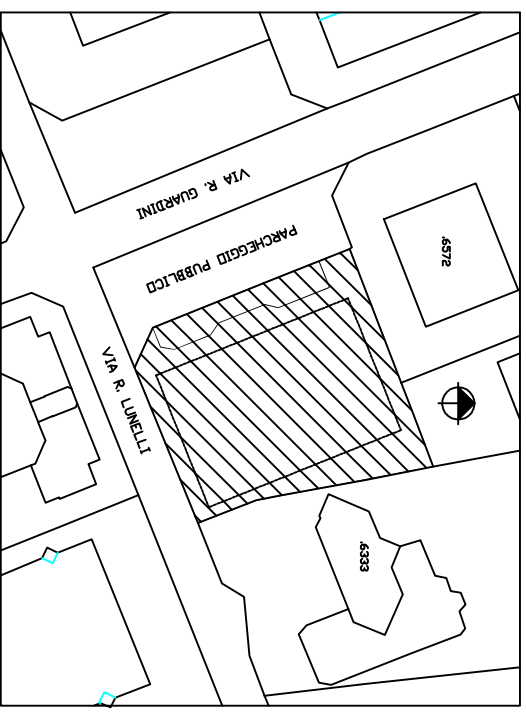 VIA R. GUARDINI
PARCHEGGIO PUBBLICO
.6572
VIA R. LUNELLI
.6333